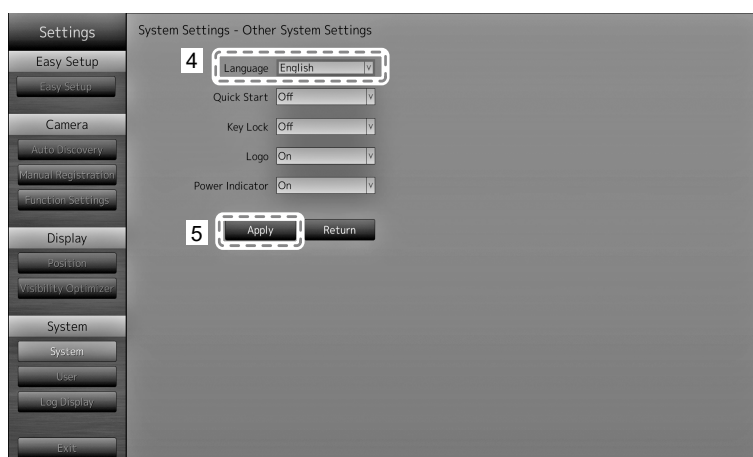 Settings
System Settings - Other System Settings
Easy Setup
Easy Setup
Camera
Auto Discovery
Manual Registration
Function Settings
Display
Position
Visibility Optimizer
System
System
User
Log Display
Exit
4
Language English
Quick Start Off
Key Lock Off
Logo On
Power Indicator On
5
Apply Return